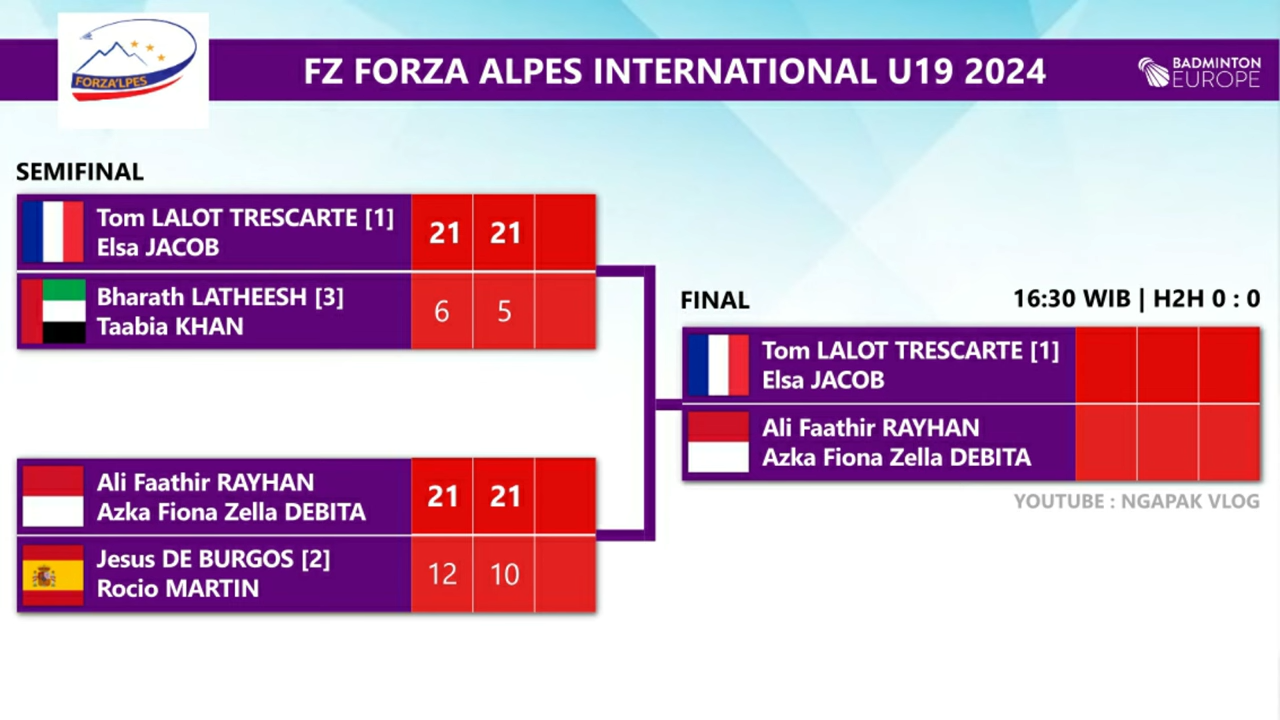 FORZA'LPES
FZ FORZA ALPES INTERNATIONAL U19 2024
BADMINTON
EUROPE
SEMIFINAL
Tom LALOT TRESCARTE [1]
Elsa JACOB
21 21
Bharath LATHEESH [3]
Taabia KHAN
6 5
Ali Faathir RAYHAN
Azka Fiona Zella DEBITA
21 21
Jesus DE BURGOS [2]
Rocio MARTIN
12 10
FINAL
16:30 WIB | H2H 0 : 0
Tom LALOT TRESCARTE [1]
Elsa JACOB
Ali Faathir RAYHAN
Azka Fiona Zella DEBITA
YOUTUBE : NGAPAK VLOG